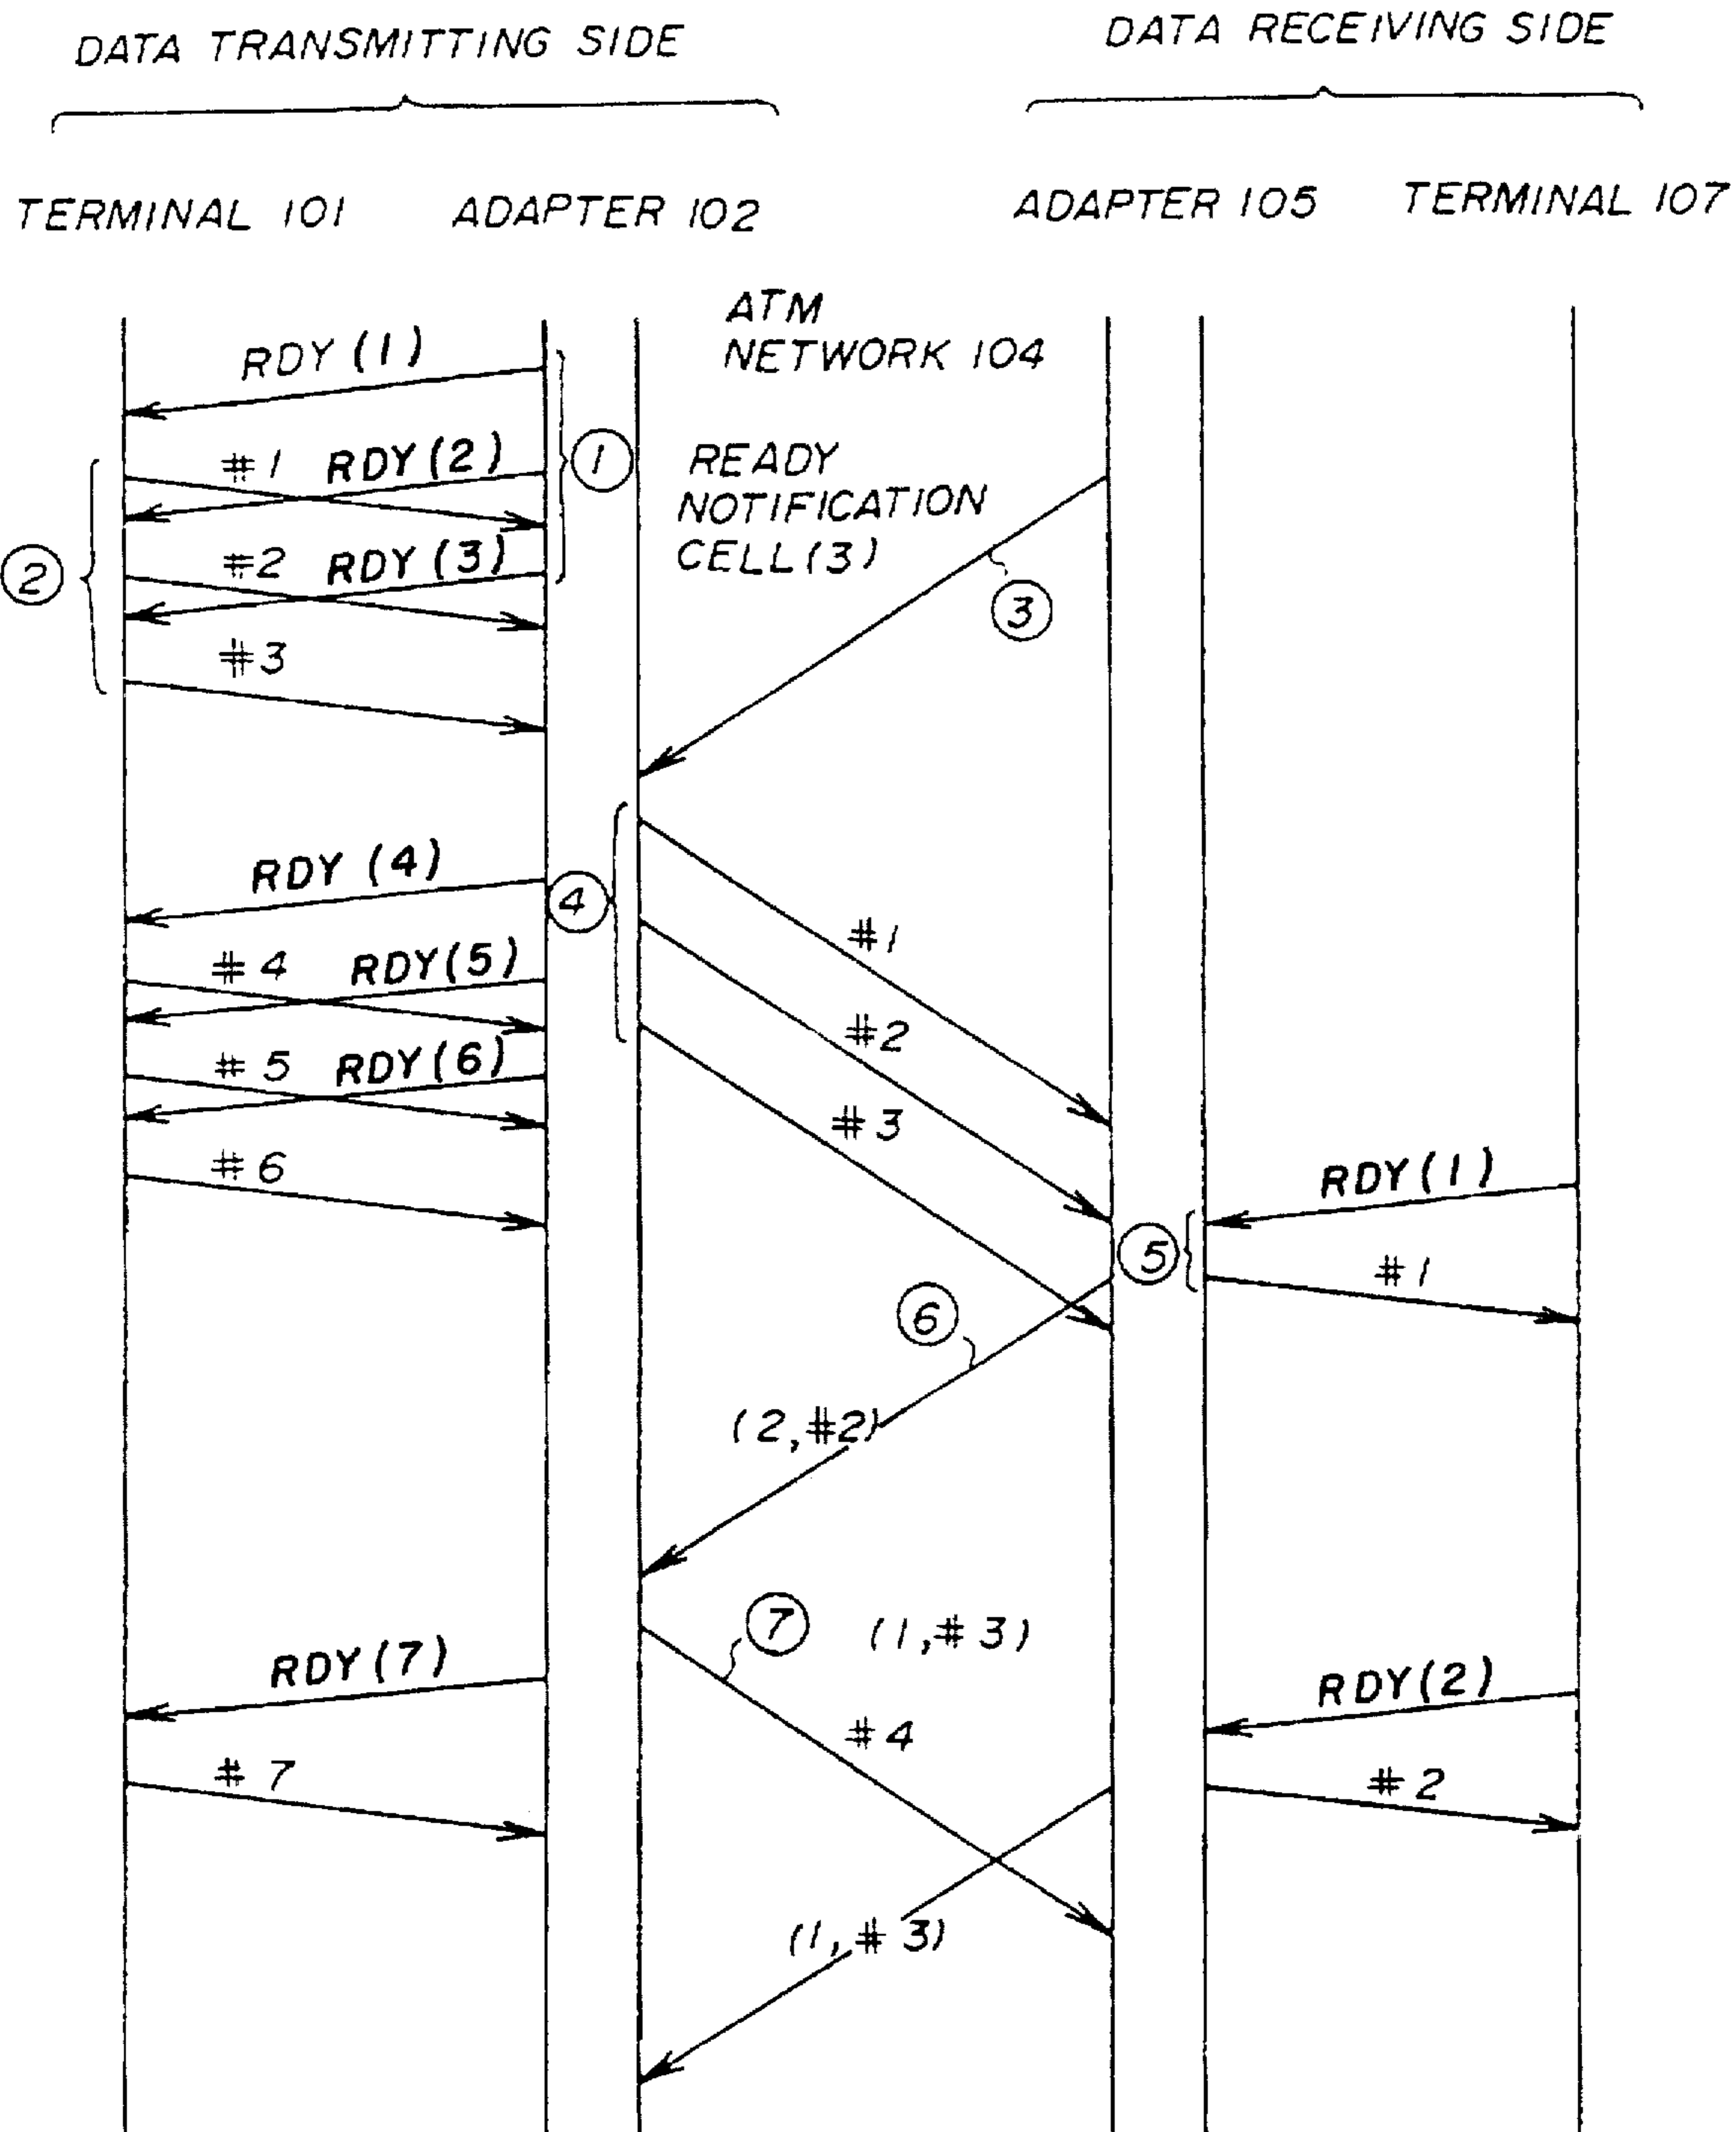 DATA TRANSMITTING SIDE
DATA RECEIVING SIDE
TERMINAL 101
ADAPTER 102
ADAPTER 105
TERMINAL 107
ATM
NETWORK 104
RDY (1)
#1 RDY (2)
1
READY
NOTIFICATION
CELL (3)
2
#2 RDY (3)
3
#3
RDY (4)
4
#1
#4 RDY (5)
#2
#5 RDY (6)
#3
#6
RDY (1)
5
#1
6
(2, #2)
7
(1, #3)
RDY (7)
RDY (2)
#4
#7
#2
(1, #3)